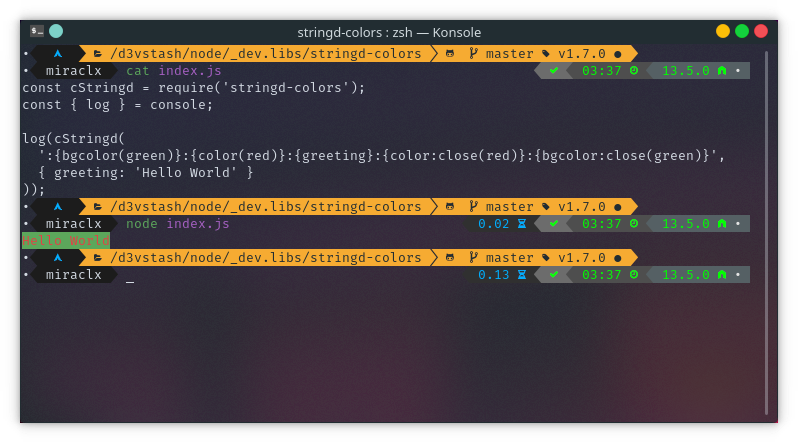 stringd-colors : zsh — Konsole
/d3vstash/node/_dev.libs/stringd-colors master v1.7.0 ●
miraclx cat index.js 03:37 13.5.0
const cStringd = require('stringd-colors');
const { log } = console;
log(cStringd(
':{bgcolor(green)}:{color(red)}:{greeting}:{color:close(red)}:{bgcolor:close(green)}',
{ greeting: 'Hello World' }
));
/d3vstash/node/_dev.libs/stringd-colors master v1.7.0 ●
miraclx node index.js 0.02 03:37 13.5.0
Hello World
/d3vstash/node/_dev.libs/stringd-colors master v1.7.0 ●
miraclx _ 0.13 03:37 13.5.0